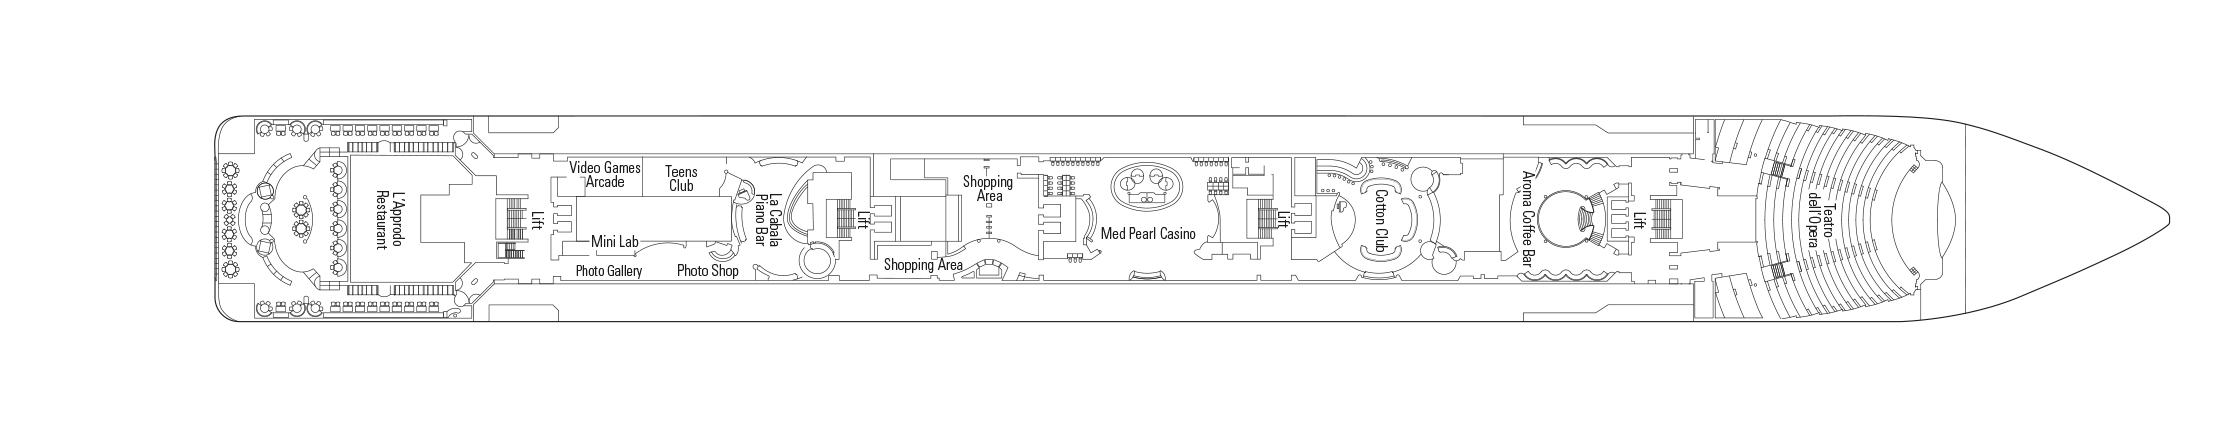 L'Approdo
Restaurant
Lift
Video Games
Arcade
Teens
Club
Mini Lab
Photo Gallery
Photo Shop
La Cabala
Piano Bar
Lift
Shopping
Area
Shopping Area
Med Pearl Casino
Lift
Cotton Club
Aroma Coffee Bar
Lift
Teatro
dell'Opera